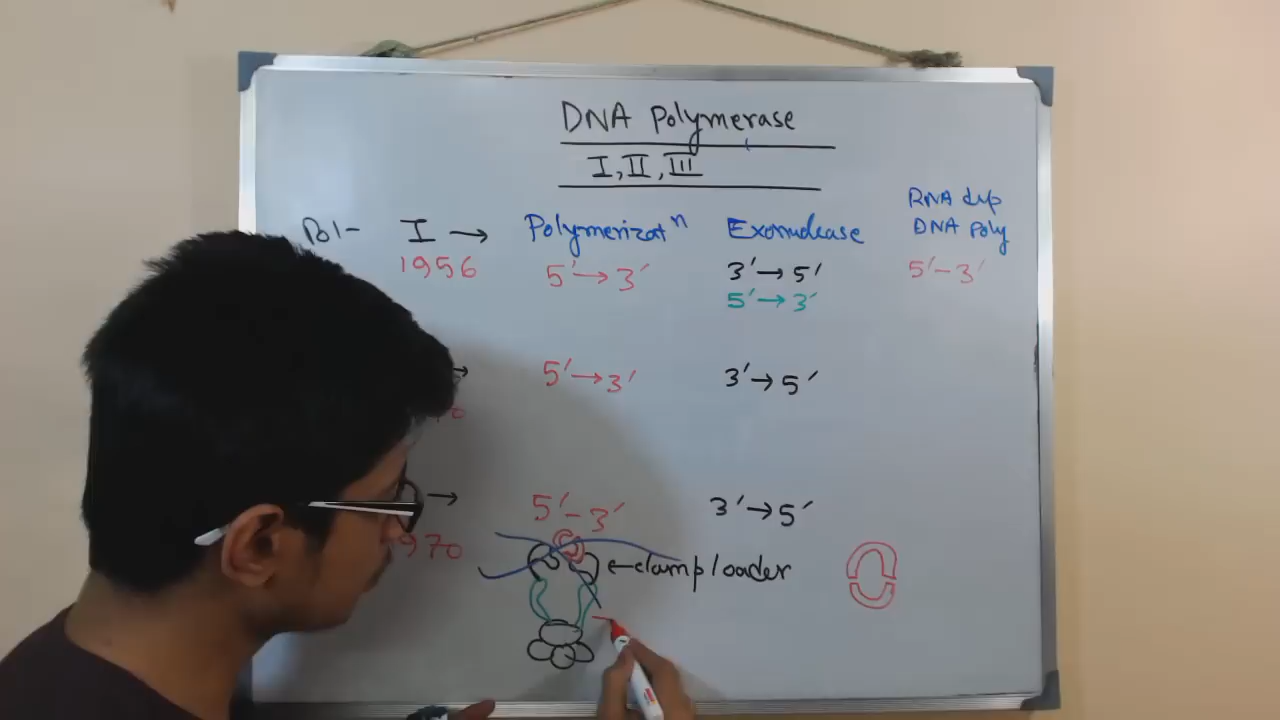 DNA Polymerase
I, II, III
RNA dep
Pol- I → Polymerizatⁿ Exonuclease DNA Poly
1956 5'→3' 3'→5' 5'-3'
5'→3'
→ 5'→3' 3'→5'
→ 5'-3' 3'→5'
970
←clamp loader